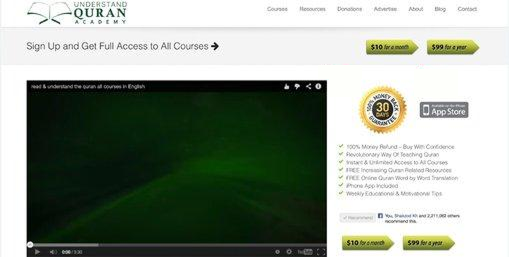 UNDERSTAND
QURAN
ACADEMY
Courses Resources Donations Advertise About Blog Contact
Sign Up and Get Full Access to All Courses
$10 for a month $99 for a year
read & understand the quran all courses in English
100% MONEY BACK
30
DAYS
GUARANTEE
Available on the iPhone
App Store
100% Money Refund – Buy With Confidence
Revolutionary Way Of Teaching Quran
Instant & Unlimited Access to All Courses
FREE Increasing Quran Related Resources
FREE Online Quran Word by Word Translation
iPhone App Included
Weekly Educational & Motivational Tips
Recommend
You, Shahzad Kh and 2,211,062 others
recommend this.
$10 for a month $99 for a year
0:00 / 9:30
YouTube